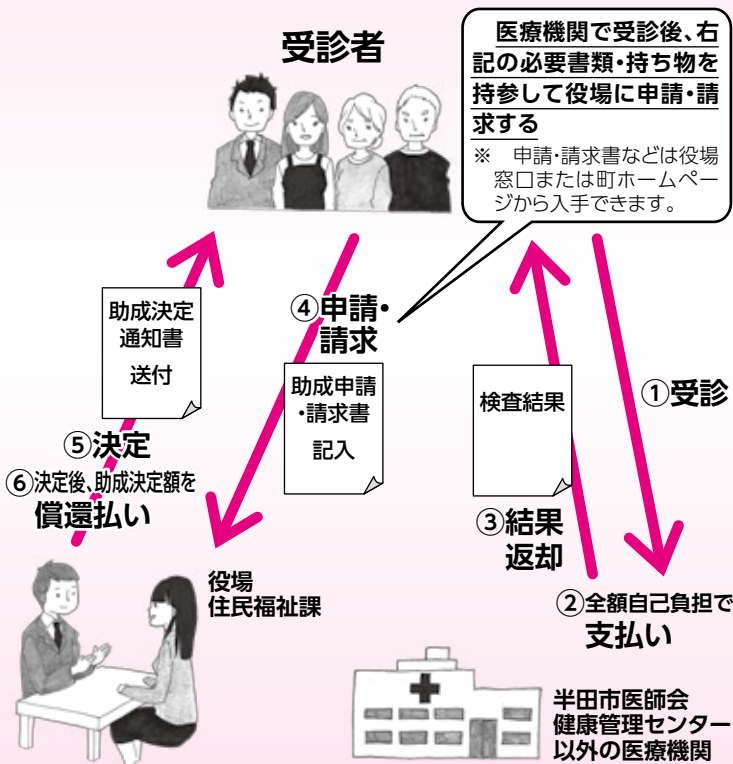 受診者
医療機関で受診後、右
記の必要書類・持ち物を
持参して役場に申請・請
求する
※　申請・請求書などは役場
窓口または町ホームペー
ジから入手できます。
①受診
②全額自己負担で
支払い
半田市医師会
健康管理センター
以外の医療機関
検査結果
③結果
返却
④申請・
請求
助成申請
・請求書
記入
役場
住民福祉課
助成決定
通知書
送付
⑤決定
⑥決定後、助成決定額を
償還払い